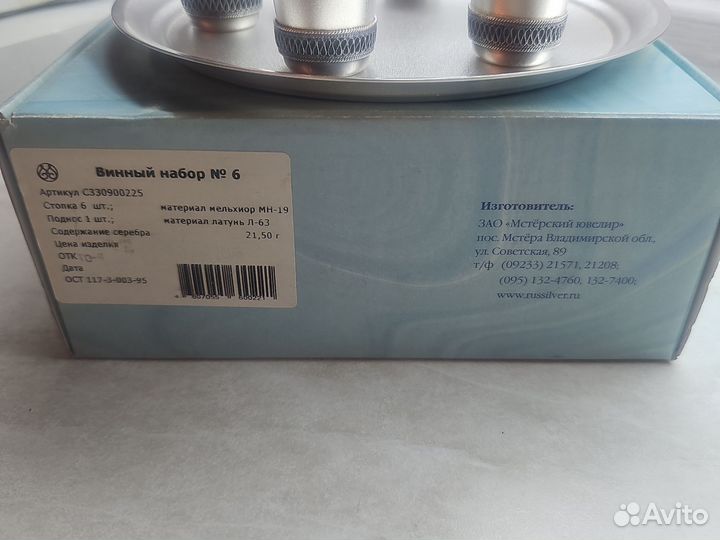 Винный набор № 6
Артикул С330900225
Стопка 6 шт.; материал мельхиор МН-19
Поднос 1 шт.; материал латунь Л-63
Содержание серебра 21,50 г
Цена изделия
ОТК
Дата
ОСТ 117-3-003-95
Изготовитель:
ЗАО «Мстёрский ювелир»
пос. Мстёра Владимирской обл.,
ул. Советская, 89
т/ф (09233) 21571, 21208;
(095) 132-4760, 132-7400;
www.russilver.ru
Avito